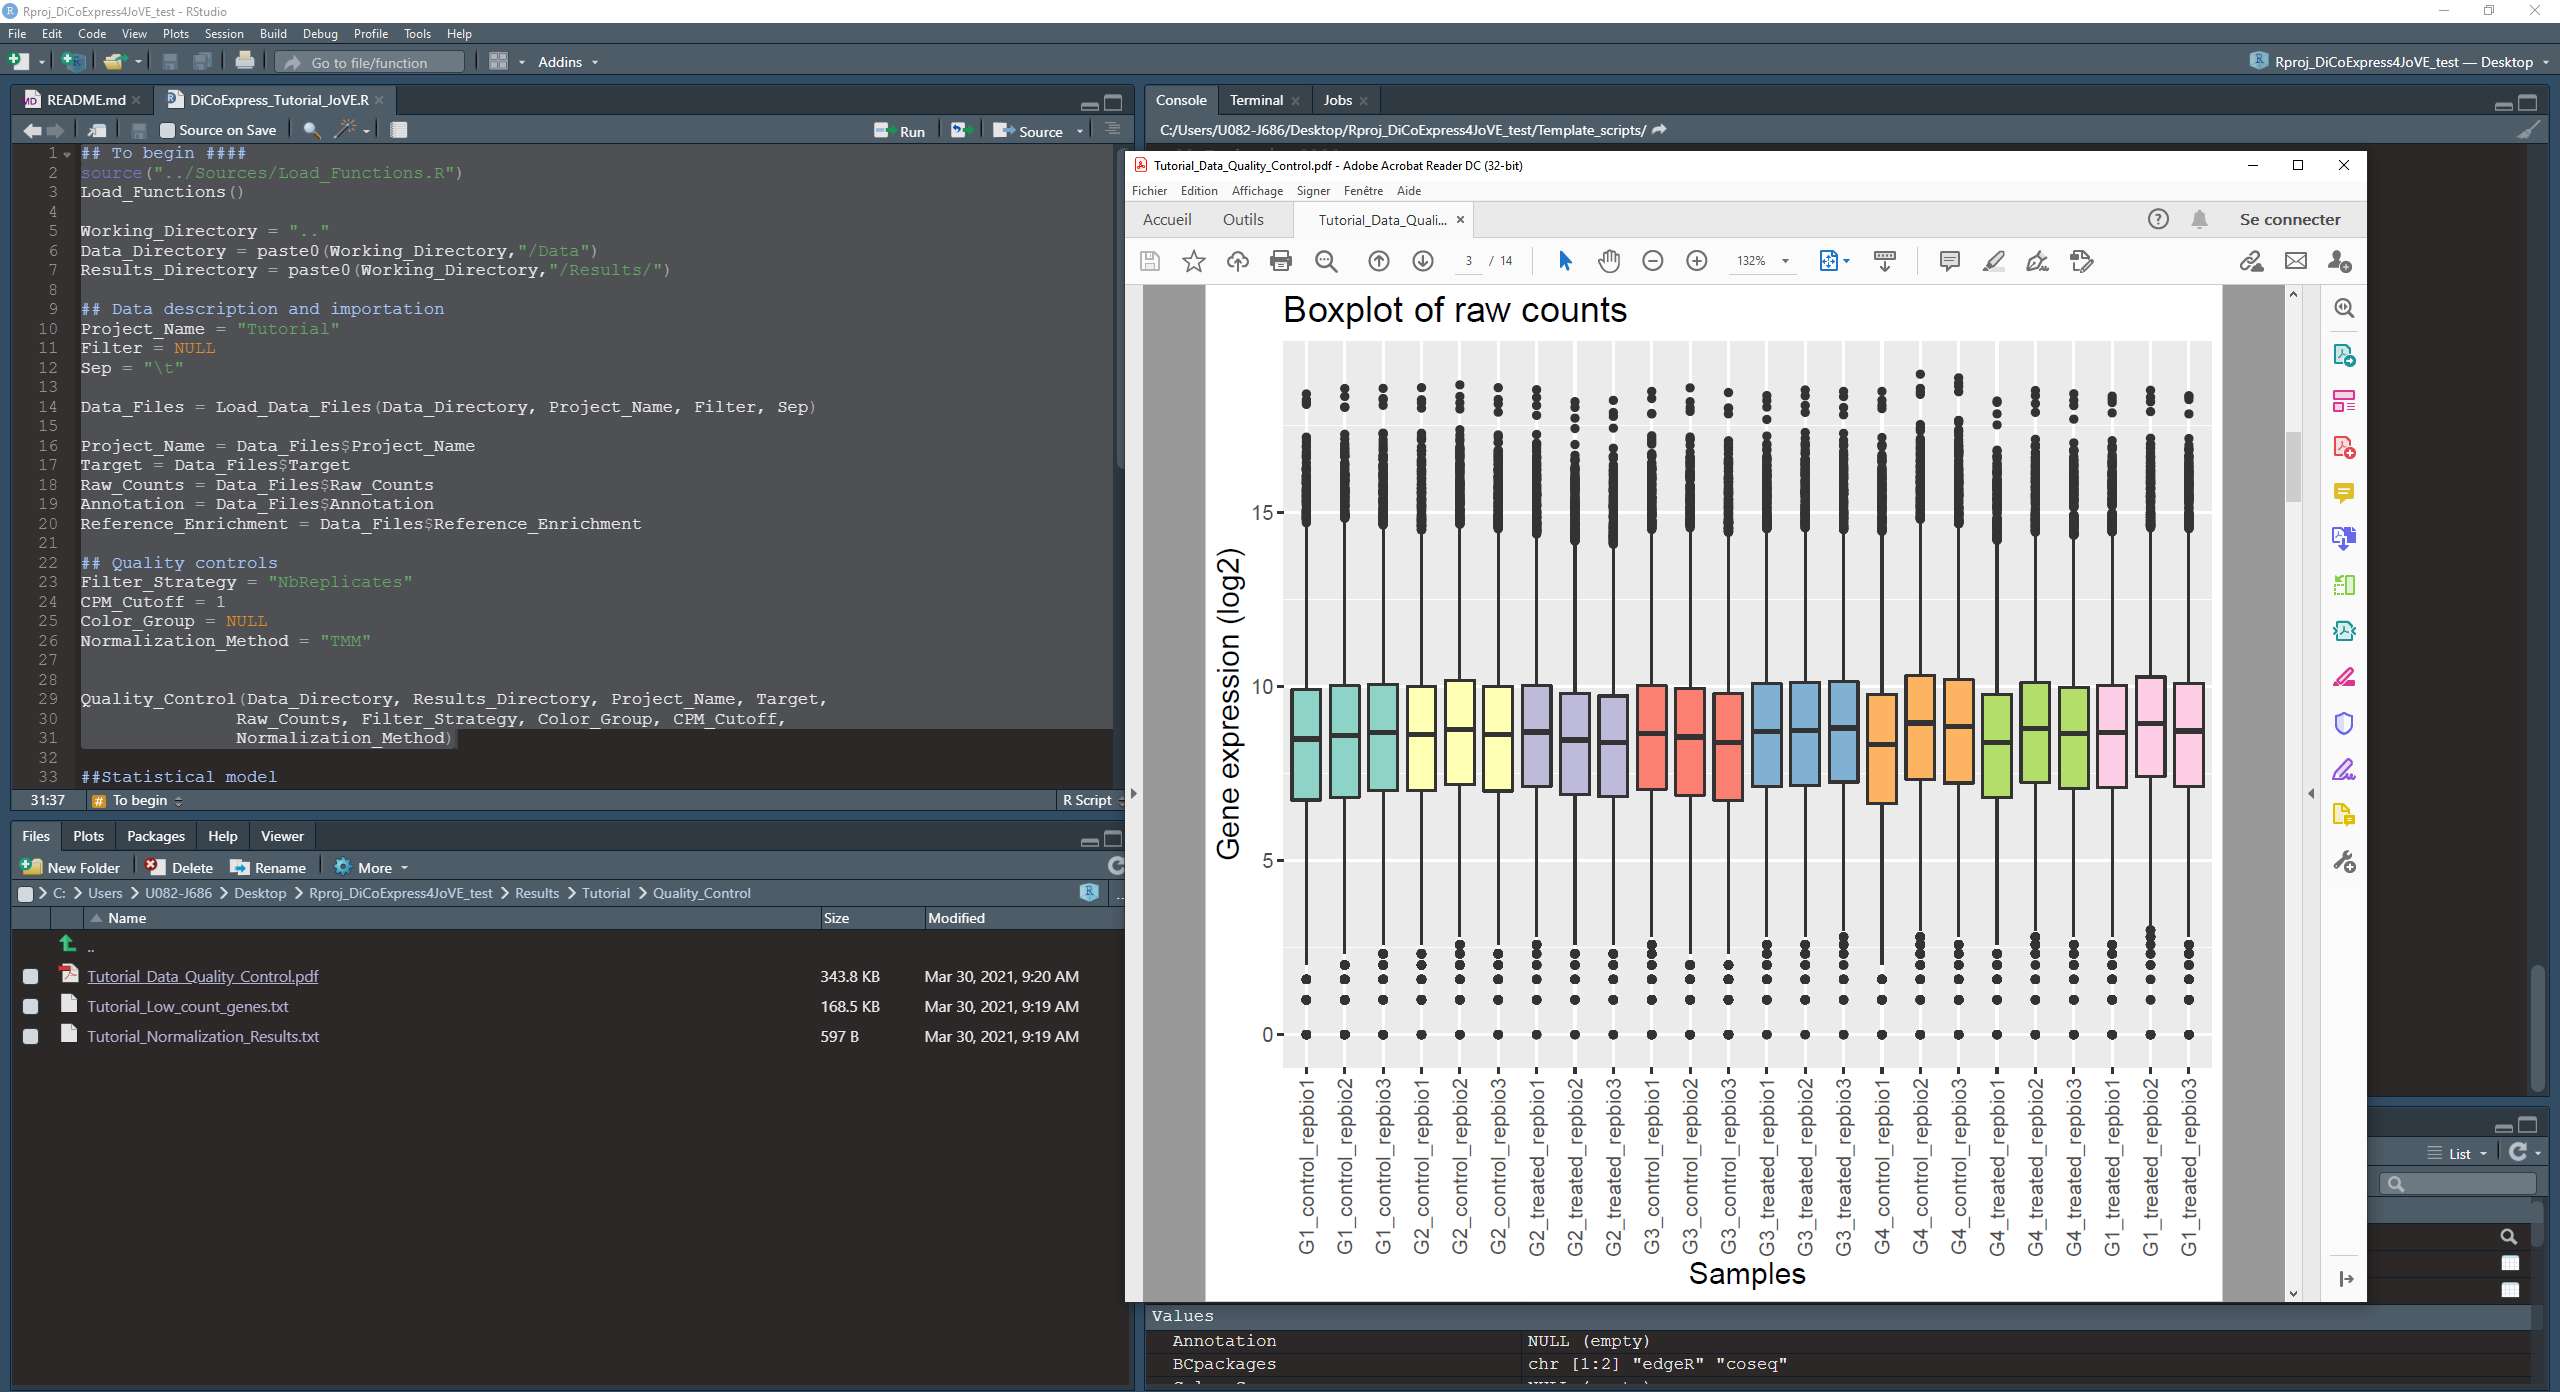 Rproj_DiCoExpress4JoVE_test - RStudio
File Edit Code View Plots Session Build Debug Profile Tools Help
Go to file/function Addins Rproj_DiCoExpress4JoVE_test — Desktop
README.md DiCoExpress_Tutorial_JoVE.R
Source on Save Run Source
1 ## To begin ####
2 source("../Sources/Load_Functions.R")
3 Load_Functions()
4
5 Working_Directory = ".."
6 Data_Directory = paste0(Working_Directory,"/Data")
7 Results_Directory = paste0(Working_Directory,"/Results/")
8
9 ## Data description and importation
10 Project_Name = "Tutorial"
11 Filter = NULL
12 Sep = "\t"
13
14 Data_Files = Load_Data_Files(Data_Directory, Project_Name, Filter, Sep)
15
16 Project_Name = Data_Files$Project_Name
17 Target = Data_Files$Target
18 Raw_Counts = Data_Files$Raw_Counts
19 Annotation = Data_Files$Annotation
20 Reference_Enrichment = Data_Files$Reference_Enrichment
21
22 ## Quality controls
23 Filter_Strategy = "NbReplicates"
24 CPM_Cutoff = 1
25 Color_Group = NULL
26 Normalization_Method = "TMM"
27
28
29 Quality_Control(Data_Directory, Results_Directory, Project_Name, Target,
30 Raw_Counts, Filter_Strategy, Color_Group, CPM_Cutoff,
31 Normalization_Method)
32
33 ##Statistical model
31:37 # To begin R Script
Files Plots Packages Help Viewer
New Folder Delete Rename More
C: > Users > U082-J686 > Desktop > Rproj_DiCoExpress4JoVE_test > Results > Tutorial > Quality_Control
Name Size Modified
..
Tutorial_Data_Quality_Control.pdf 343.8 KB Mar 30, 2021, 9:20 AM
Tutorial_Low_count_genes.txt 168.5 KB Mar 30, 2021, 9:19 AM
Tutorial_Normalization_Results.txt 597 B Mar 30, 2021, 9:19 AM
Console Terminal Jobs
C:/Users/U082-J686/Desktop/Rproj_DiCoExpress4JoVE_test/Template_scripts/
Tutorial_Data_Quality_Control.pdf - Adobe Acrobat Reader DC (32-bit)
Fichier Edition Affichage Signer Fenêtre Aide
Accueil Outils Tutorial_Data_Quali... Se connecter
3 / 14 132%
Boxplot of raw counts
Gene expression (log2)
15
10
5
0
G1_control_repbio1
G1_control_repbio2
G1_control_repbio3
G2_control_repbio1
G2_control_repbio2
G2_control_repbio3
G2_treated_repbio1
G2_treated_repbio2
G2_treated_repbio3
G3_control_repbio1
G3_control_repbio2
G3_control_repbio3
G3_treated_repbio1
G3_treated_repbio2
G3_treated_repbio3
G4_control_repbio1
G4_control_repbio2
G4_control_repbio3
G4_treated_repbio1
G4_treated_repbio2
G4_treated_repbio3
G1_treated_repbio1
G1_treated_repbio2
G1_treated_repbio3
Samples
List
Values
Annotation NULL (empty)
BCpackages chr [1:2] "edgeR" "coseq"